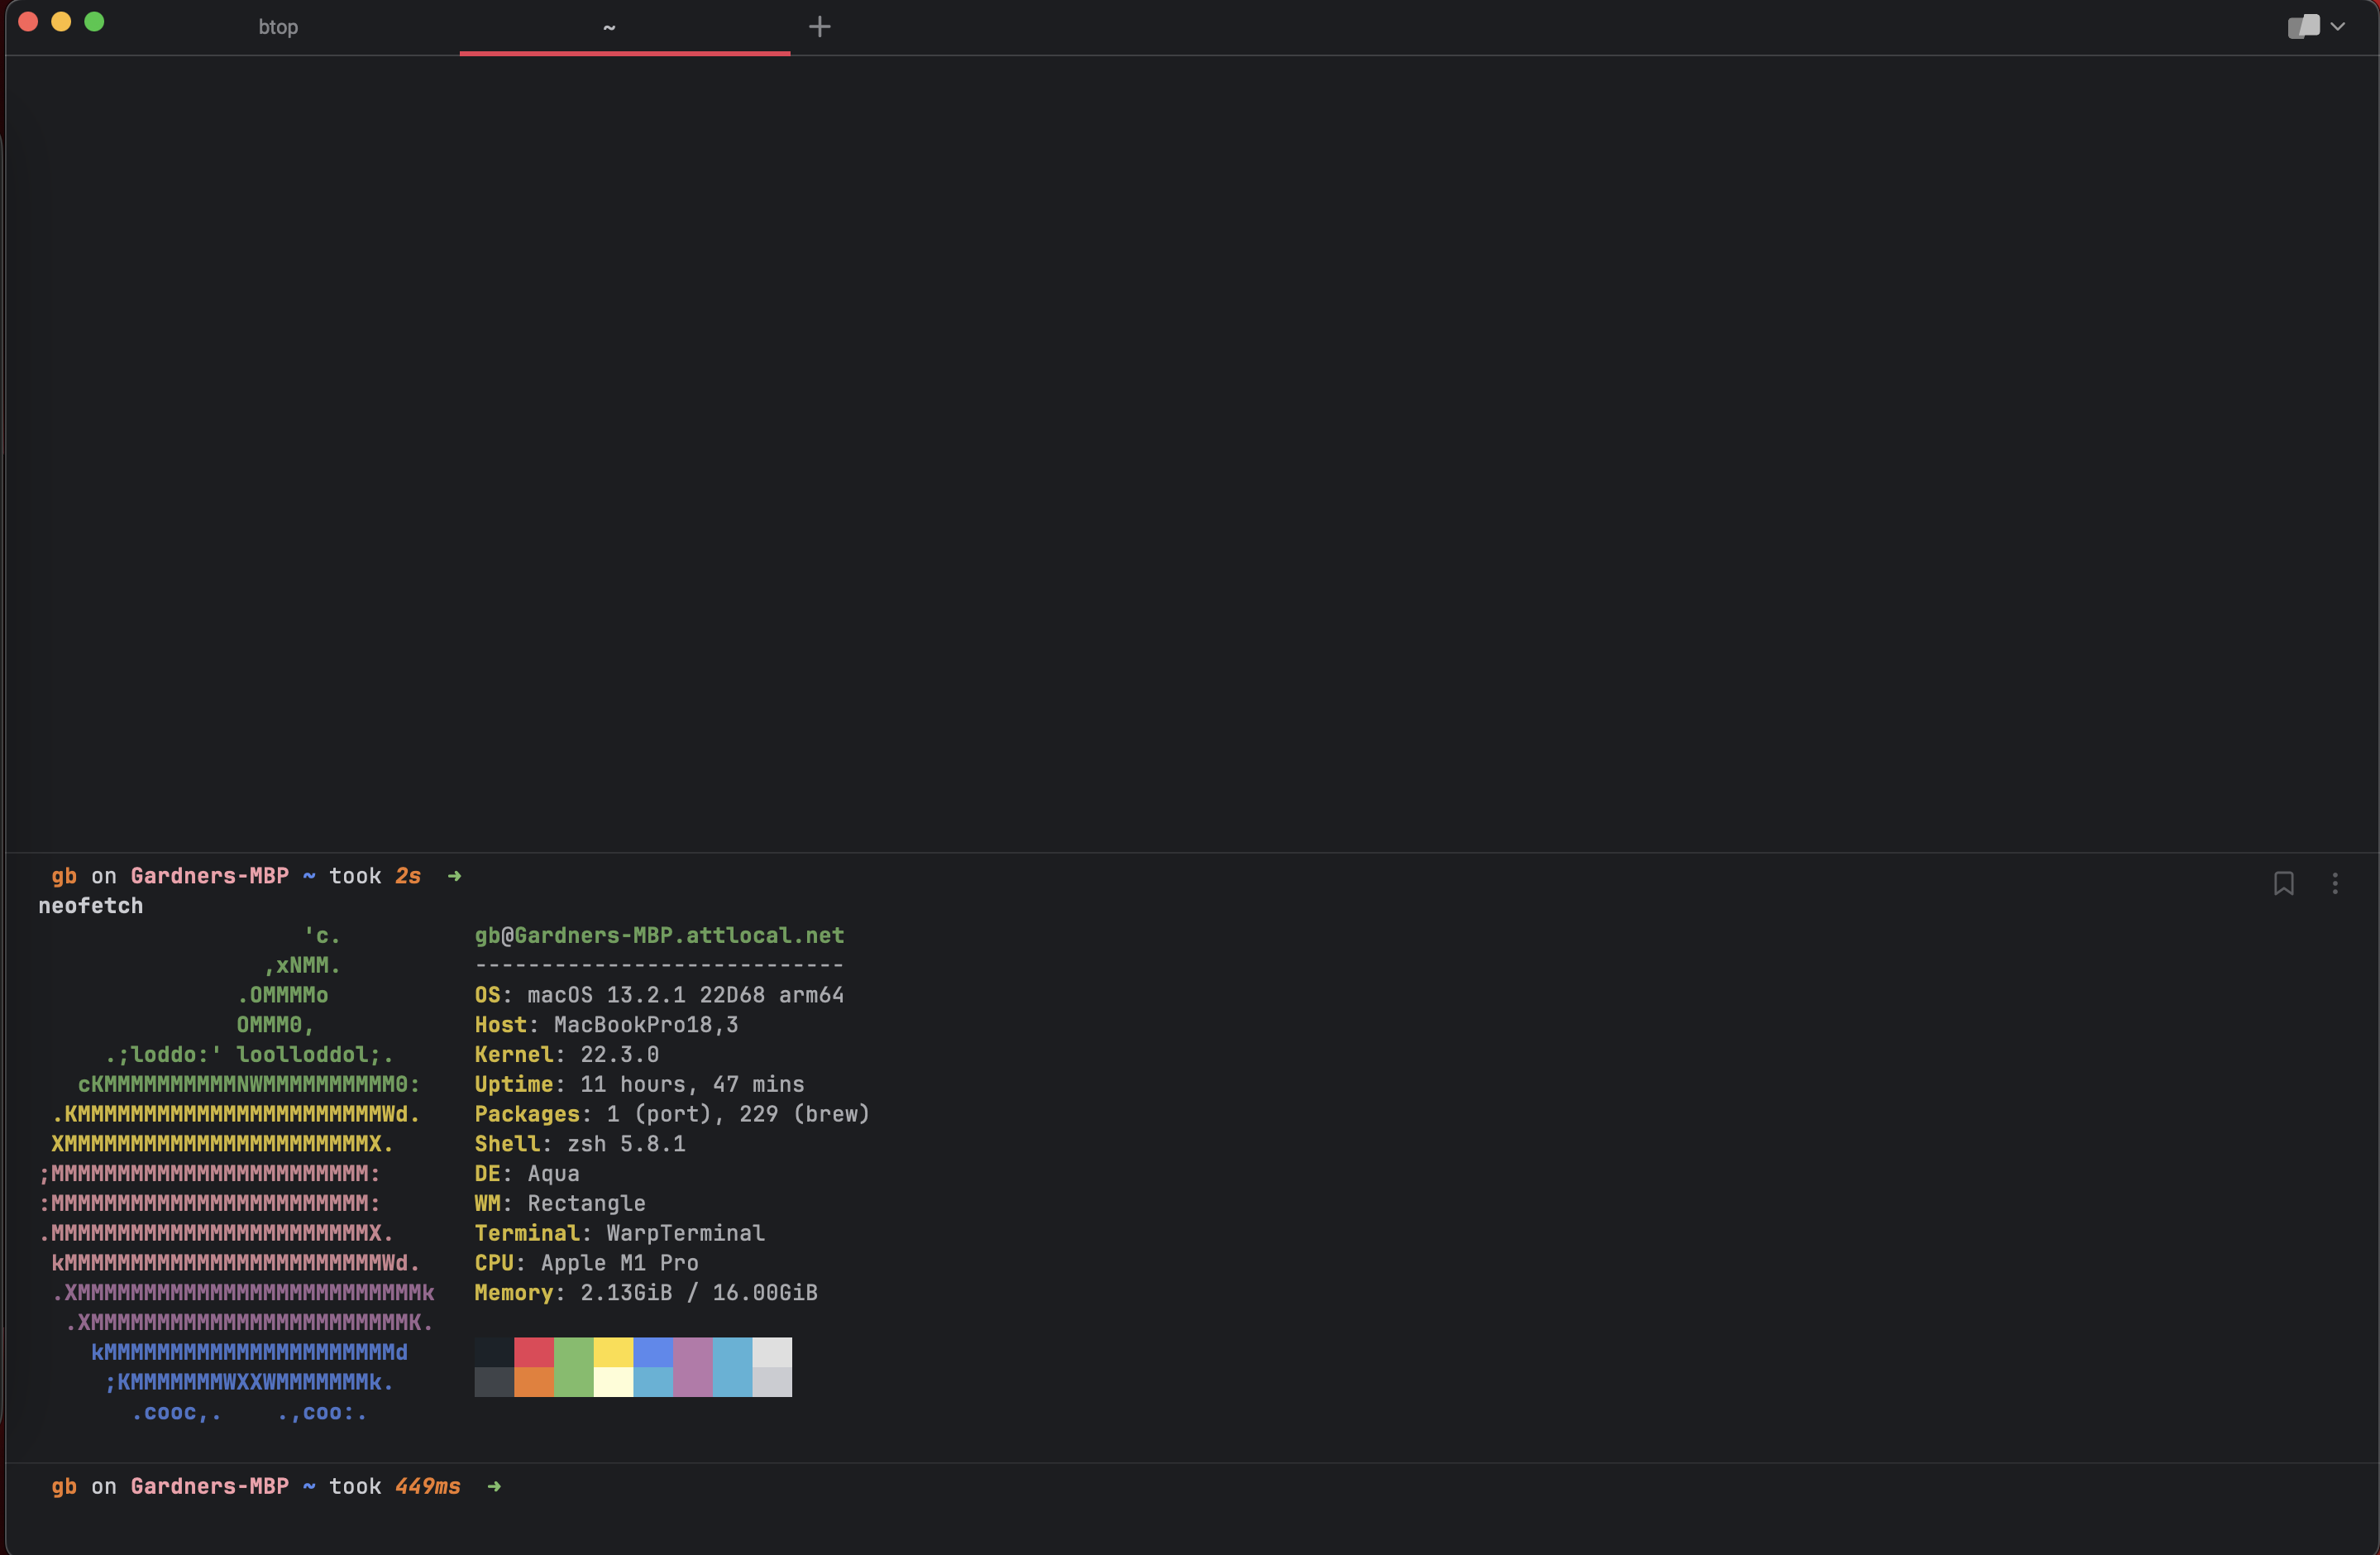 btop
~
gb on Gardners-MBP ~ took 2s ➜
neofetch
'c.          gb@Gardners-MBP.attlocal.net
,xNMM.          ----------------------------
.OMMMMo           OS: macOS 13.2.1 22D68 arm64
OMMM0,            Host: MacBookPro18,3
.;loddo:' loolloddol;.      Kernel: 22.3.0
cKMMMMMMMMMMNWMMMMMMMMMM0:    Uptime: 11 hours, 47 mins
.KMMMMMMMMMMMMMMMMMMMMMMMWd.    Packages: 1 (port), 229 (brew)
XMMMMMMMMMMMMMMMMMMMMMMMX.      Shell: zsh 5.8.1
;MMMMMMMMMMMMMMMMMMMMMMMM:       DE: Aqua
:MMMMMMMMMMMMMMMMMMMMMMMM:       WM: Rectangle
.MMMMMMMMMMMMMMMMMMMMMMMMX.      Terminal: WarpTerminal
kMMMMMMMMMMMMMMMMMMMMMMMMWd.    CPU: Apple M1 Pro
.XMMMMMMMMMMMMMMMMMMMMMMMMMMk   Memory: 2.13GiB / 16.00GiB
.XMMMMMMMMMMMMMMMMMMMMMMMMK.
kMMMMMMMMMMMMMMMMMMMMMMd
;KMMMMMMMWXXWMMMMMMMk.
.cooc,.    .,coo:.
gb on Gardners-MBP ~ took 449ms ➜